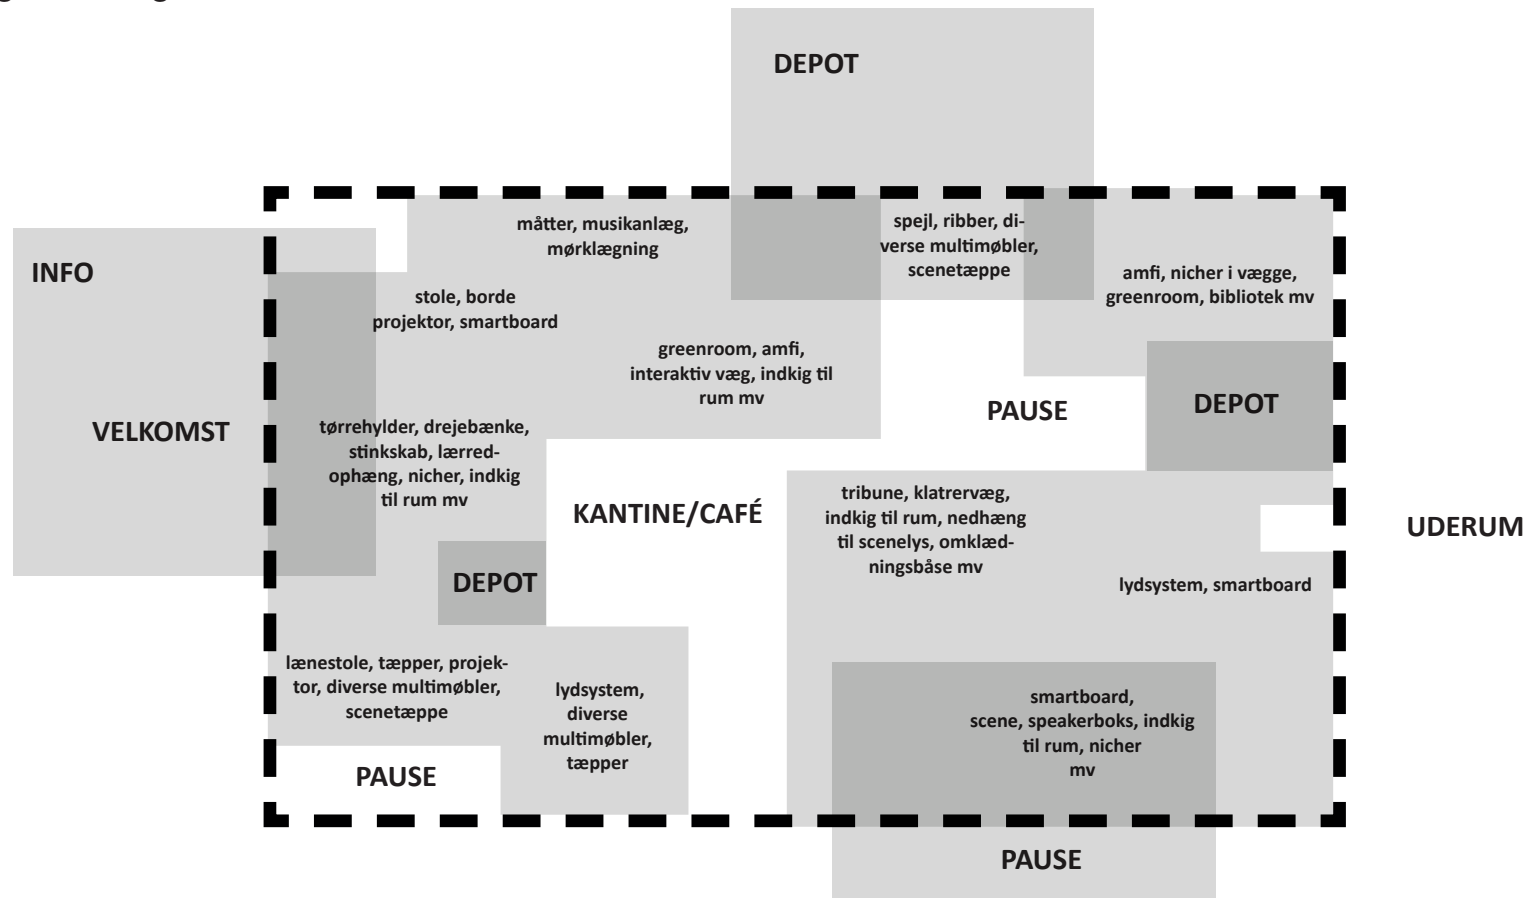 DEPOT
måtter, musikanlæg,
mørklægning
spejl, ribber, di-
verse multimøbler,
scenetæppe
amfi, nicher i vægge,
greenroom, bibliotek mv
INFO
stole, borde
projektor, smartboard
greenroom, amfi,
interaktiv væg, indkig til
rum mv
PAUSE
DEPOT
VELKOMST
tørrehylder, drejebænke,
stinkskab, lærred-
ophæng, nicher, indkig
til rum mv
KANTINE/CAFÉ
tribune, klatrervæg,
indkig til rum, nedhæng
til scenelys, omklæd-
ningsbåse mv
UDERUM
DEPOT
lydsystem, smartboard
lænestole, tæpper, projek-
tor, diverse multimøbler,
scenetæppe
lydsystem,
diverse
multimøbler,
tæpper
smartboard,
scene, speakerboks, indkig
til rum, nicher
mv
PAUSE
PAUSE